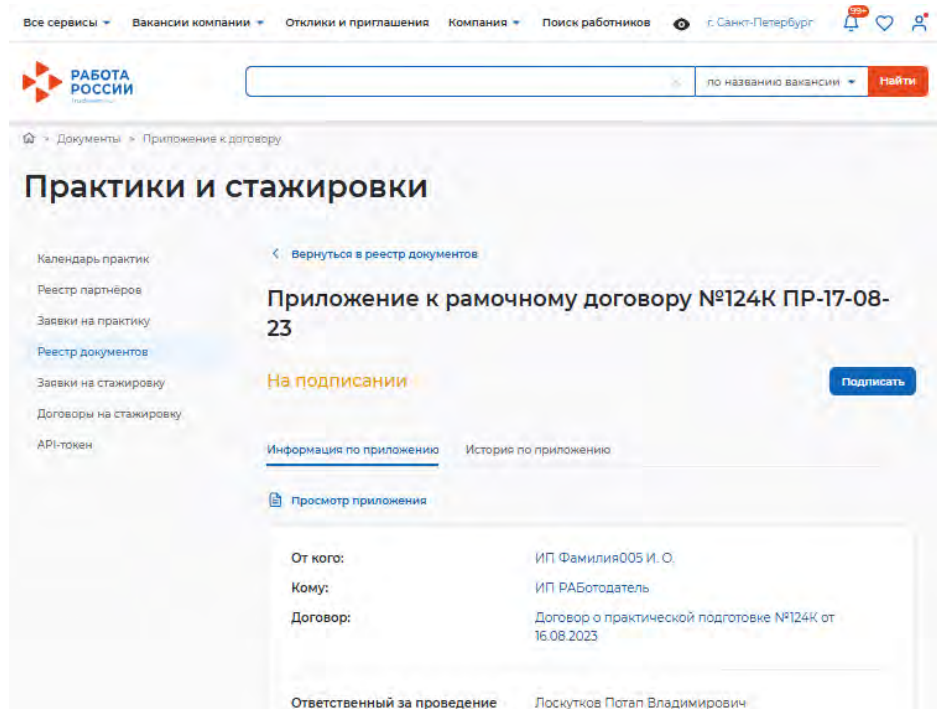 Все сервисы Вакансии компании Отклики и приглашения Компания Поиск работников г. Санкт-Петербург 99+
РАБОТА
РОССИИ
по названию вакансии Найти
> Документы > Приложение к договору
Практики и стажировки
Календарь практик
Реестр партнёров
Заявки на практику
Реестр документов
Заявки на стажировку
Договоры на стажировку
API-токен
Вернуться в реестр документов
Приложение к рамочному договору №124К ПР-17-08-
23
На подписании Подписать
Информация по приложению История по приложению
Просмотр приложения
От кого: ИП Фамилия005 И. О.
Кому: ИП РАБотодатель
Договор: Договор о практической подготовке №124К от
16.08.2023
Ответственный за проведение Лоскутков Потап Владимирович